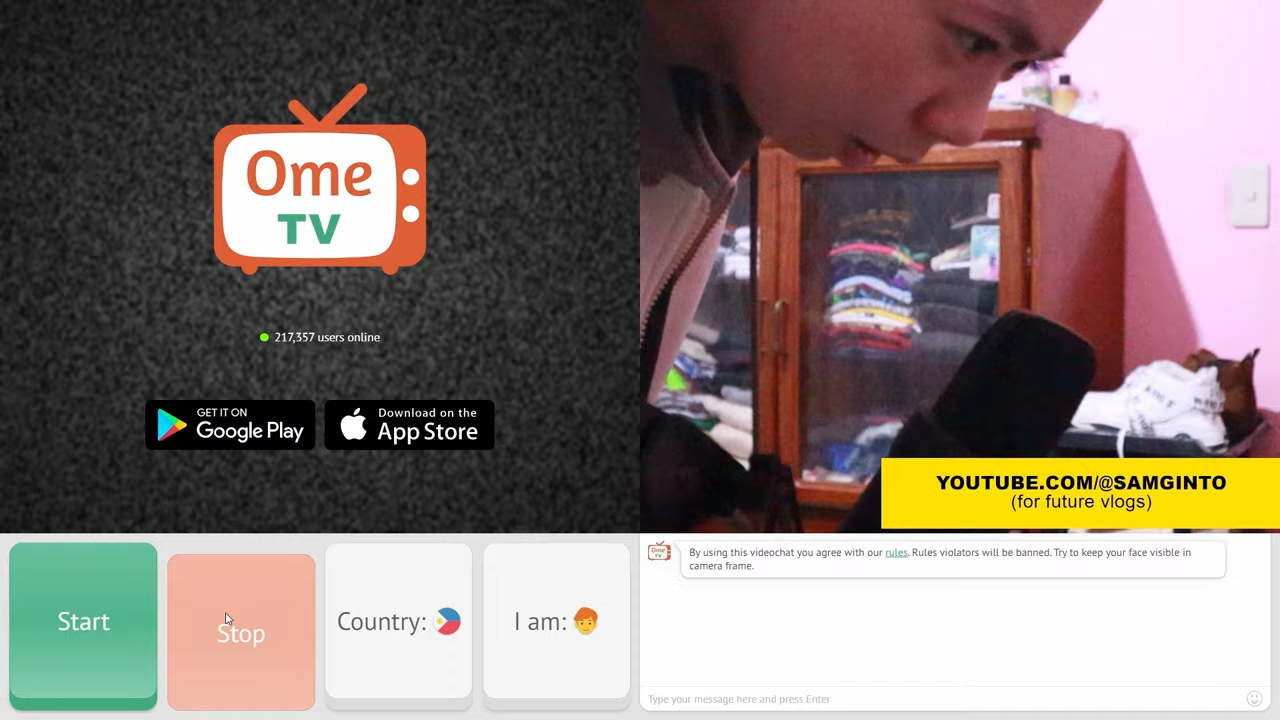 Ome
TV
217,357 users online
GET IT ON
Google Play
Download on the
App Store
YOUTUBE.COM/@SAMGINTO
(for future vlogs)
Start
Stop
Country:
I am:
Ome
TV
By using this videochat you agree with our rules. Rules violators will be banned. Try to keep your face visible in
camera frame.
Type your message here and press Enter